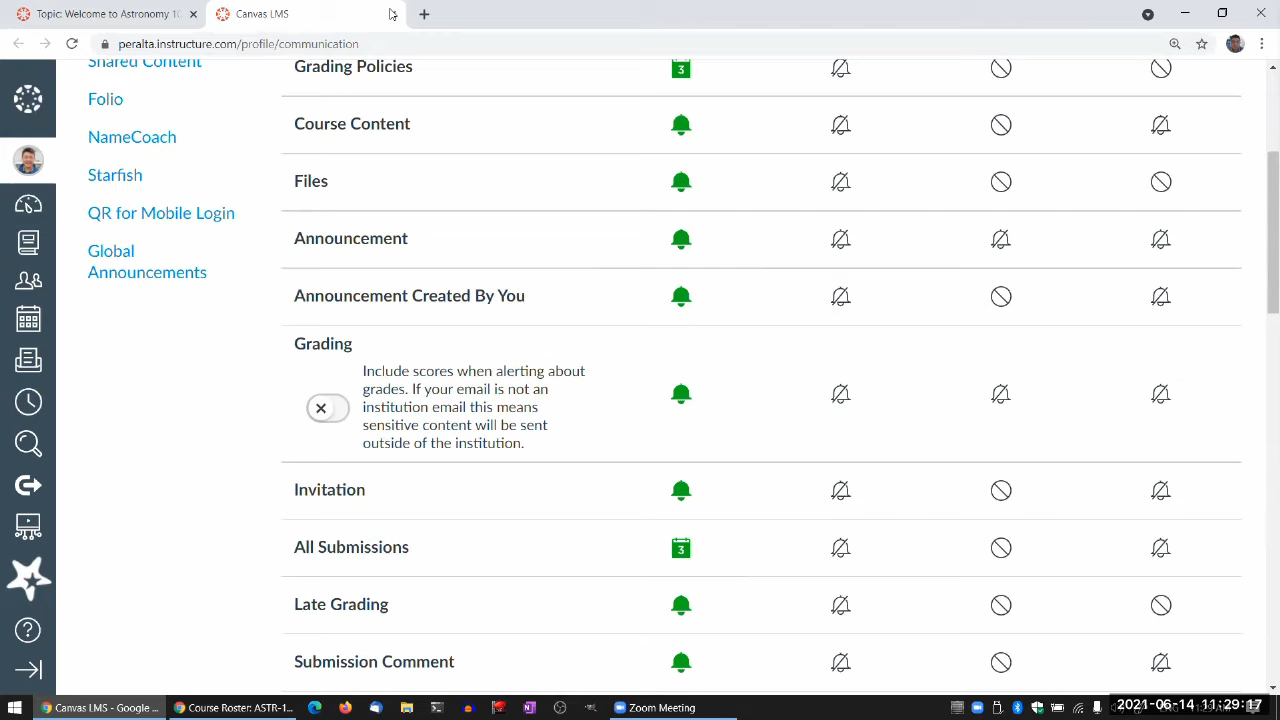 Topic: Welcome to Astronomy 10
Canvas LMS
peralta.instructure.com/profile/communication
Shared Content
Folio
NameCoach
Starfish
QR for Mobile Login
Global
Announcements
Grading Policies
3
Course Content
Files
Announcement
Announcement Created By You
Grading
Include scores when alerting about
grades. If your email is not an
institution email this means
sensitive content will be sent
outside of the institution.
Invitation
All Submissions
3
Late Grading
Submission Comment
Canvas LMS - Google ...
Course Roster: ASTR-1...
Zoom Meeting
2021-06-14 11:29:17